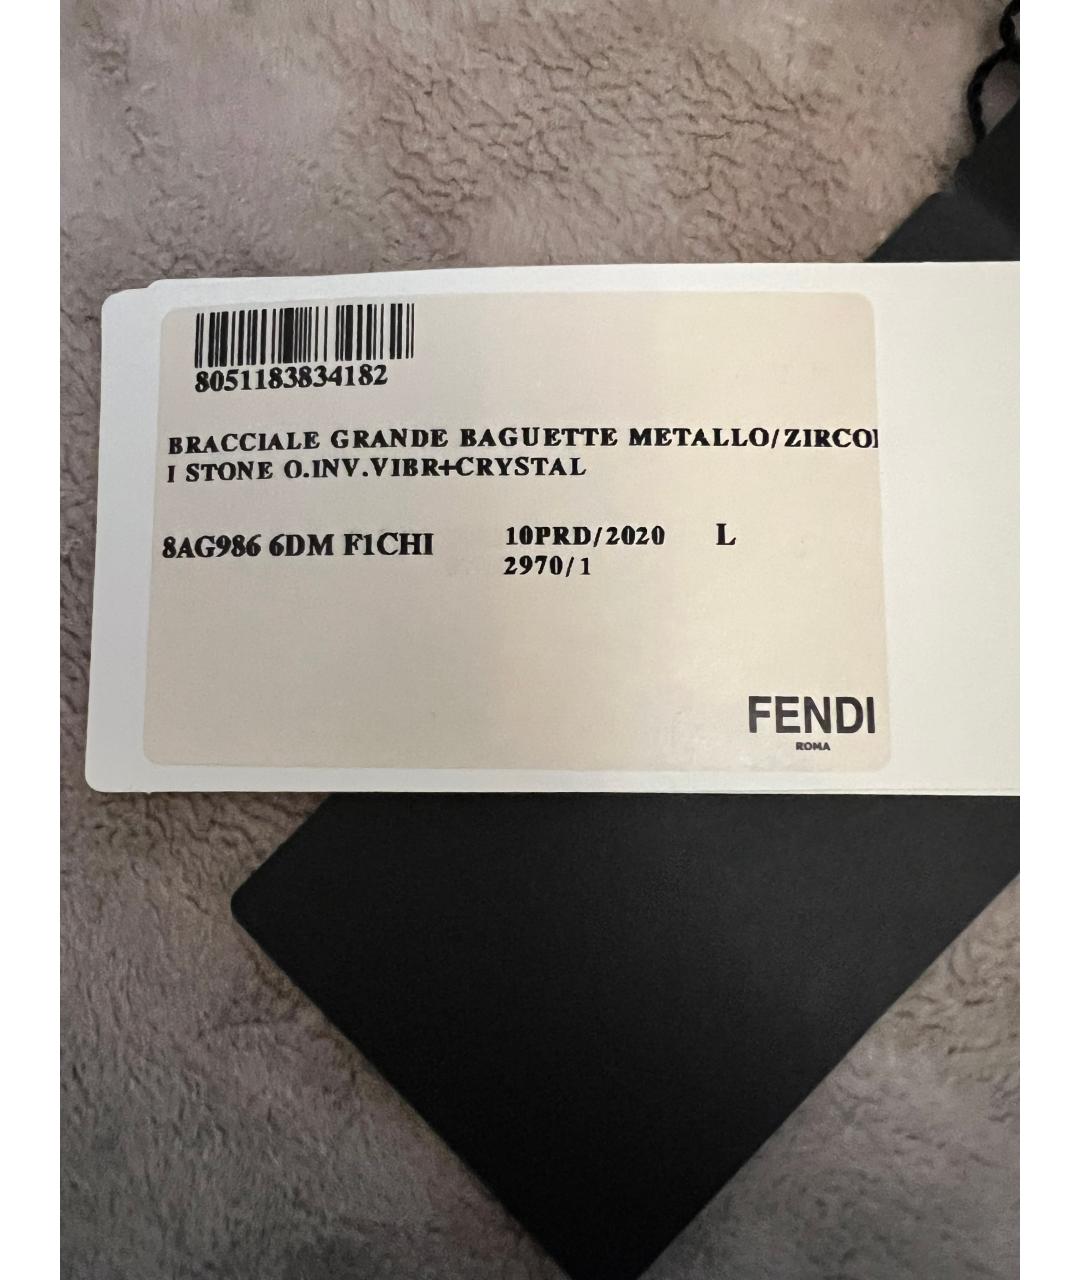 8051183834182
BRACCIALE GRANDE BAGUETTE METALLO/ZIRCO
I STONE O.INV.VIBR+CRYSTAL
8AG986 6DM F1CHI 10PRD/2020 L
2970/1
FENDI
ROMA